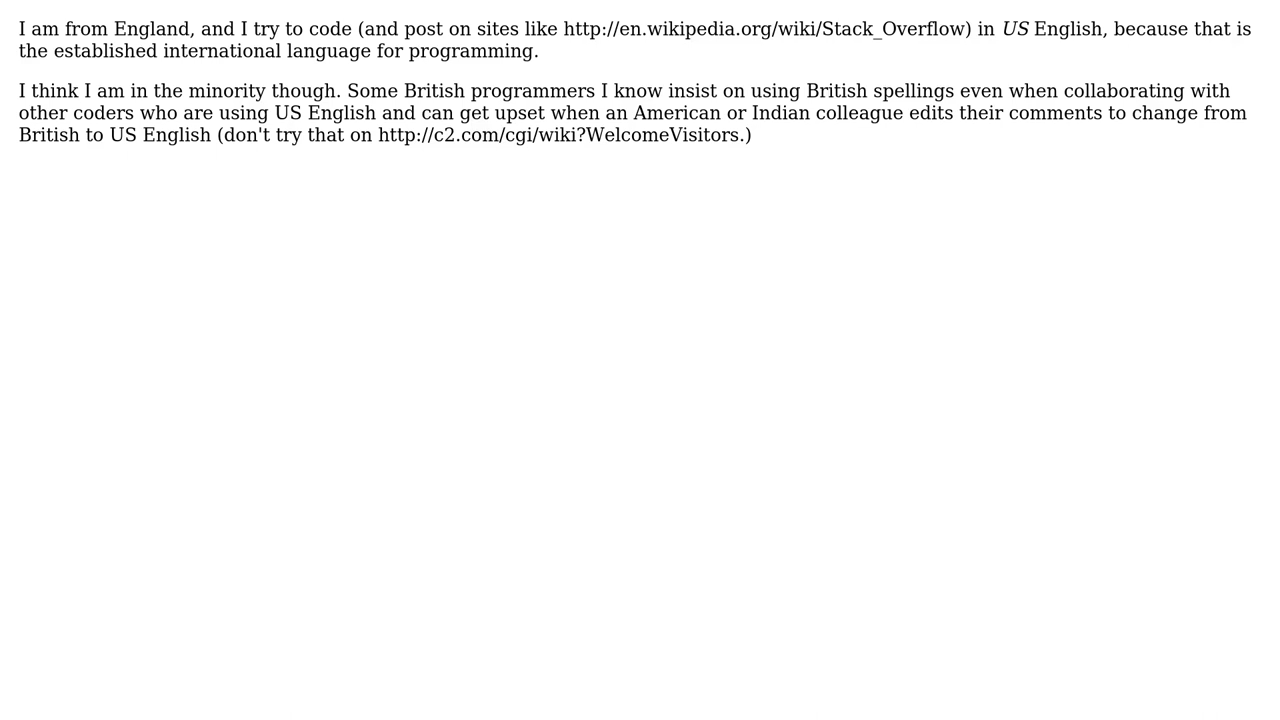 I am from England, and I try to code (and post on sites like http://en.wikipedia.org/wiki/Stack_Overflow) in US English, because that is
the established international language for programming.
I think I am in the minority though. Some British programmers I know insist on using British spellings even when collaborating with
other coders who are using US English and can get upset when an American or Indian colleague edits their comments to change from
British to US English (don't try that on http://c2.com/cgi/wiki?WelcomeVisitors.)